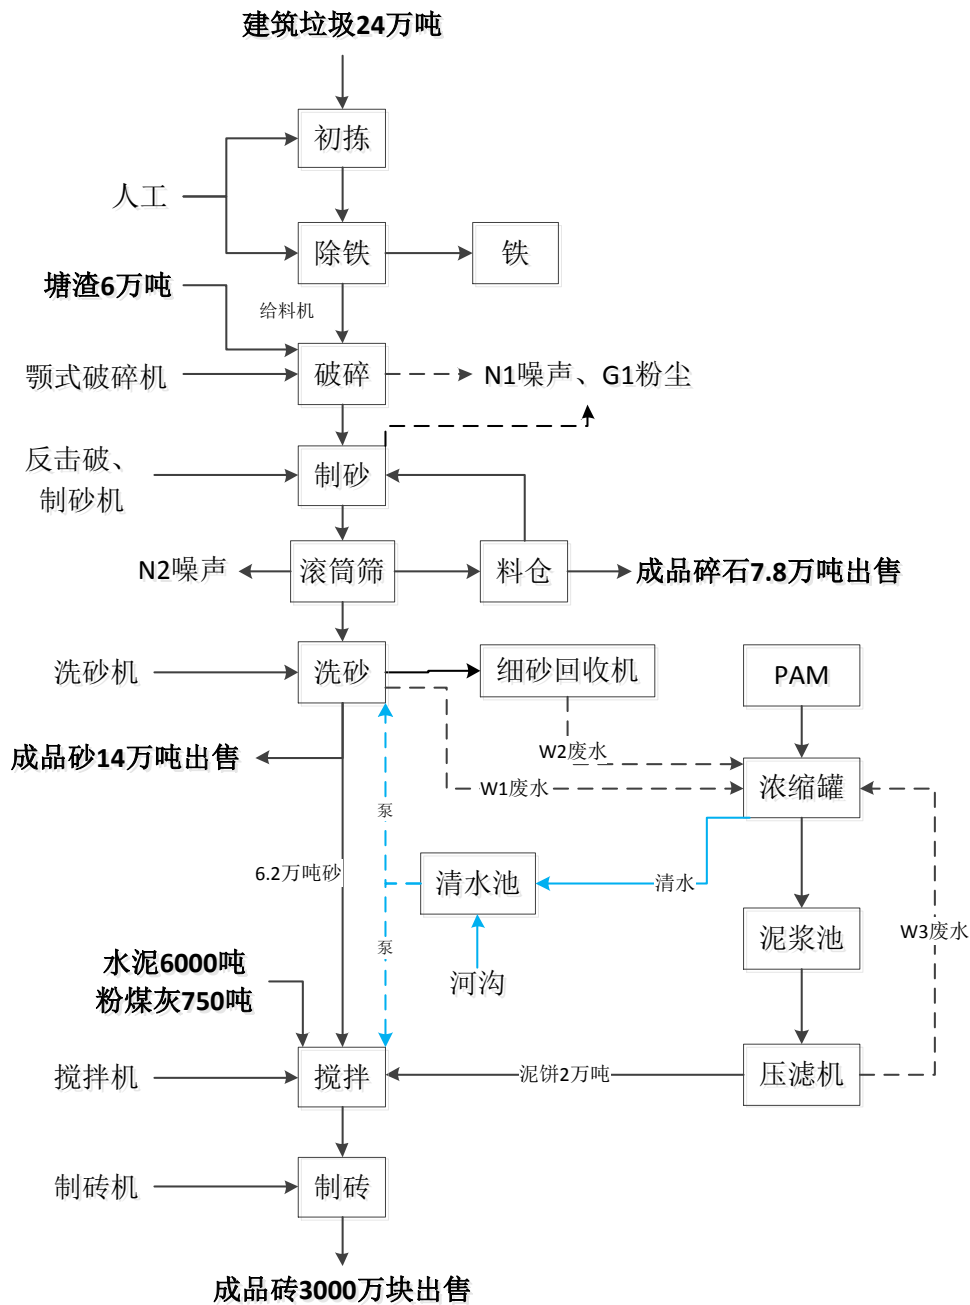 建筑垃圾24万吨
初拣
人工
除铁
铁
塘渣6万吨
给料机
颚式破碎机
破碎
N1噪声、G1粉尘
反击破、
制砂机
制砂
N2噪声
滚筒筛
料仓
成品碎石7.8万吨出售
洗砂机
洗砂
细砂回收机
PAM
成品砂14万吨出售
W2废水
W1废水
浓缩罐
泵
6.2万吨砂
清水池
清水
泥浆池
W3废水
泵
河沟
水泥6000吨
粉煤灰750吨
搅拌机
搅拌
泥饼2万吨
压滤机
制砖机
制砖
成品砖3000万块出售